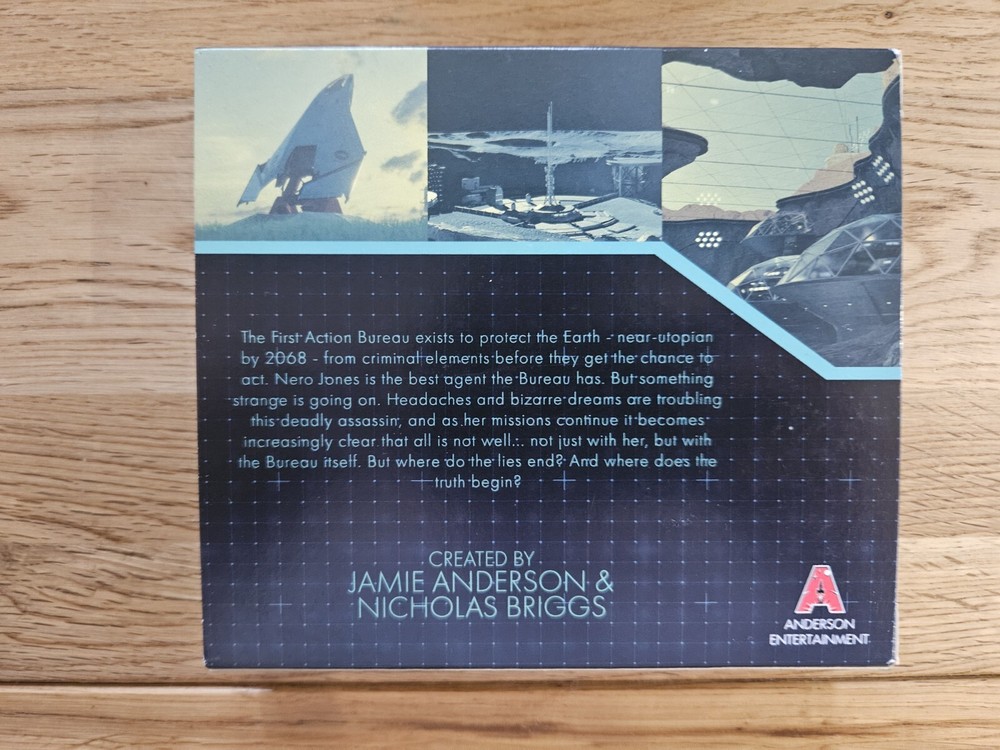 The First Action Bureau exists to protect the Earth - near-utopian
by 2068 - from criminal elements before they get the chance to
act. Nero Jones is the best agent the Bureau has. But something
strange is going on. Headaches and bizarre dreams are troubling
this deadly assassin, and as her missions continue it becomes
increasingly clear that all is not well... not just with her, but with
the Bureau itself. But where do the lies end? And where does the
truth begin?
CREATED BY
JAMIE ANDERSON &
NICHOLAS BRIGGS
A
ANDERSON
ENTERTAINMENT